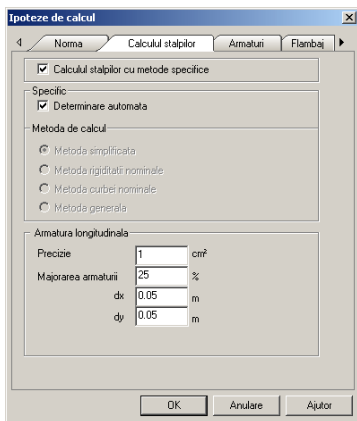 Ipoteze de calcul
Norma Calculul stalpilor Armaturi Flambaj
Calculul stalpilor cu metode specifice
Specific
Determinare automata
Metoda de calcul
Metoda simplificata
Metoda rigiditatii nominale
Metoda curbei nominale
Metoda generala
Armatura longitudinala
Precizie 1 cm²
Majorarea armaturii 25 %
dx 0.05 m
dy 0.05 m
OK Anulare Ajutor